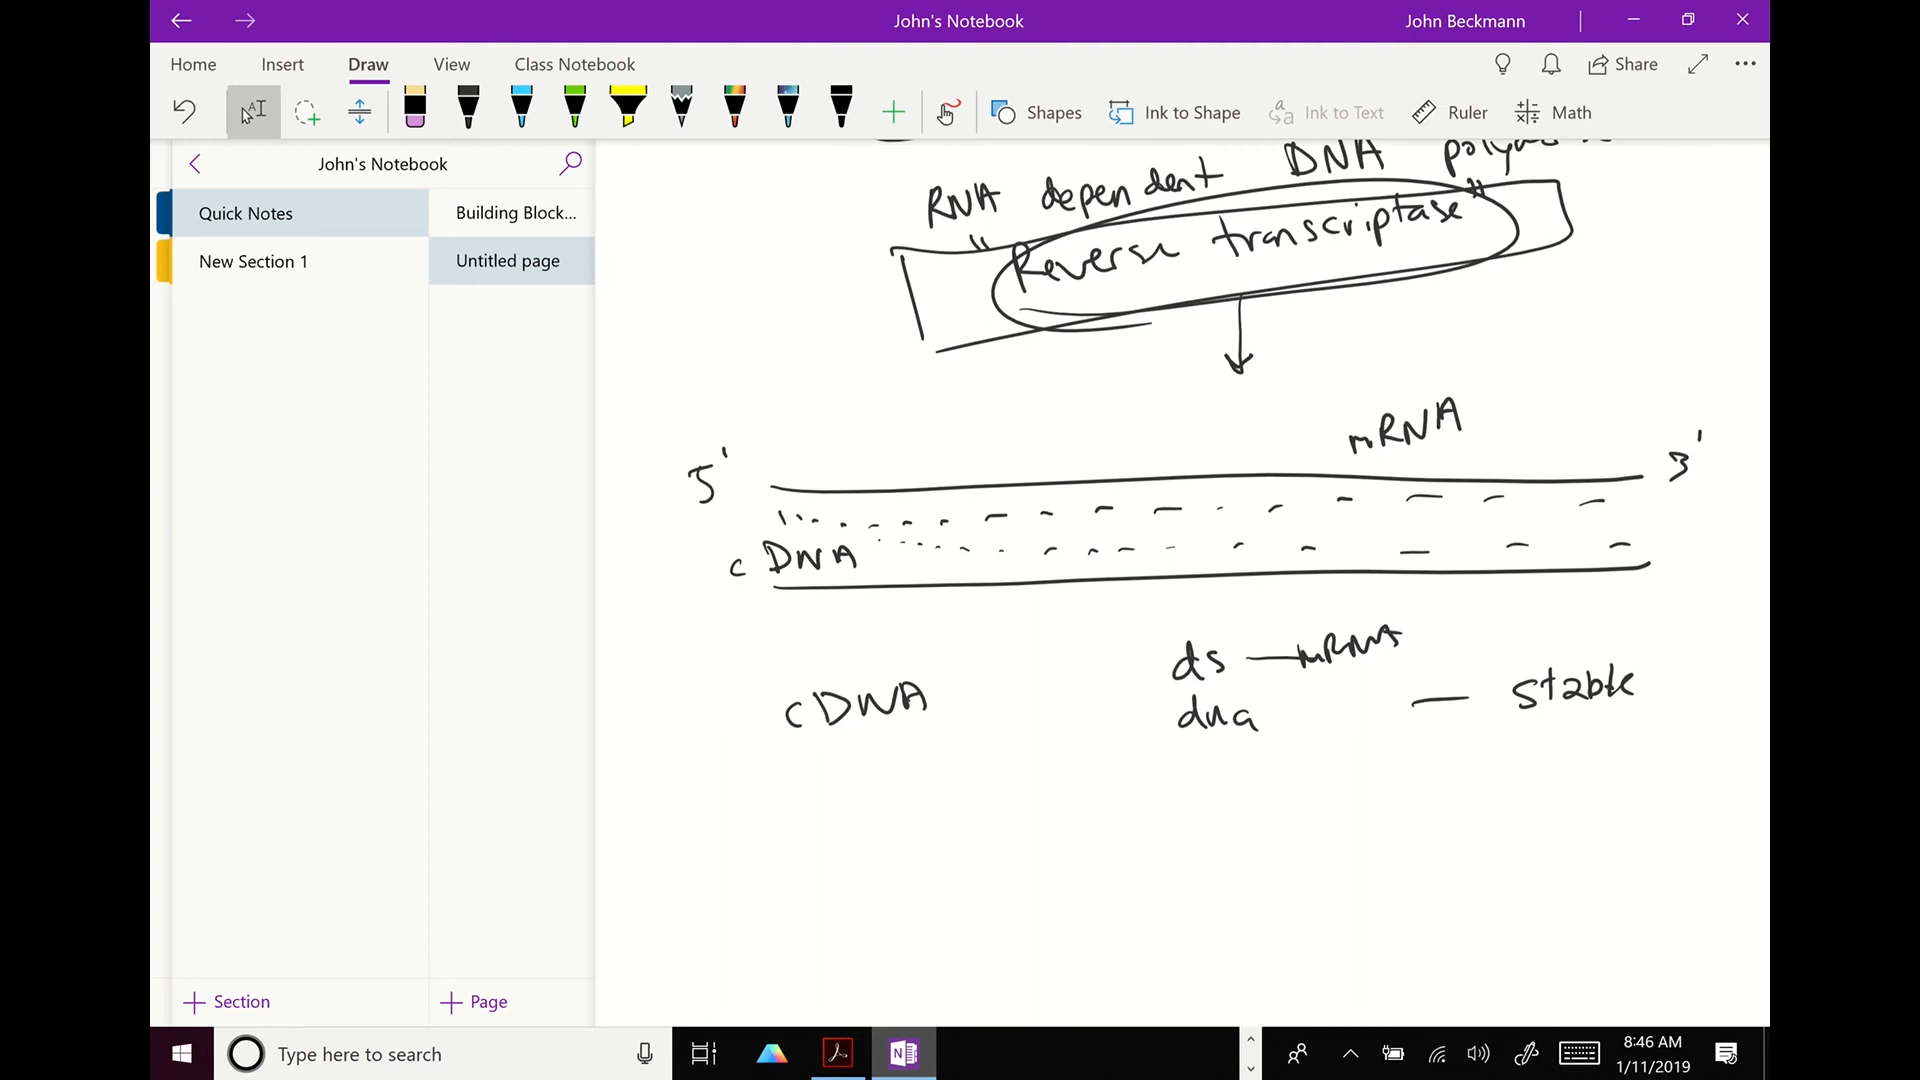 John's Notebook
John Beckmann
Home Insert Draw View Class Notebook
Share
Shapes Ink to Shape Ink to Text Ruler Math
John's Notebook
Quick Notes
New Section 1
Building Block...
Untitled page
RNA dependent DNA
"Reverse transcriptase"
mRNA
5' 3'
cDNA
ds — mRNA
dna
cDNA — stable
Section
Page
Type here to search
8:46 AM
1/11/2019